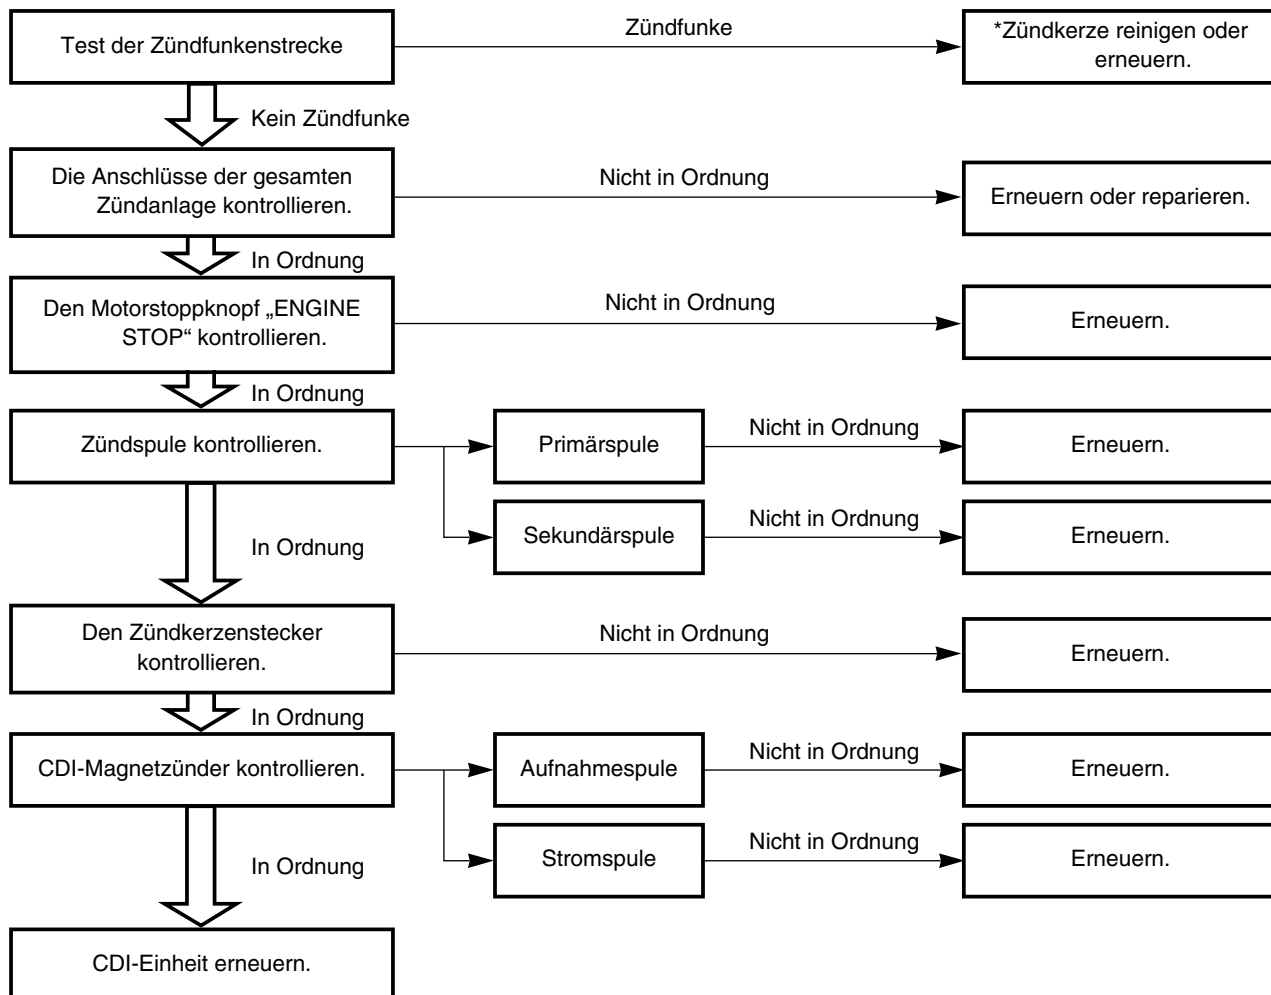 Test der Zündfunkenstrecke
Zündfunke
*Zündkerze reinigen oder
erneuern.
Kein Zündfunke
Die Anschlüsse der gesamten
Zündanlage kontrollieren.
Nicht in Ordnung
Erneuern oder reparieren.
In Ordnung
Den Motorstoppknopf „ENGINE
STOP“ kontrollieren.
Nicht in Ordnung
Erneuern.
In Ordnung
Zündspule kontrollieren.
Primärspule
Nicht in Ordnung
Erneuern.
Sekundärspule
Nicht in Ordnung
Erneuern.
In Ordnung
Den Zündkerzenstecker
kontrollieren.
Nicht in Ordnung
Erneuern.
In Ordnung
CDI-Magnetzünder kontrollieren.
Aufnahmespule
Nicht in Ordnung
Erneuern.
Stromspule
Nicht in Ordnung
Erneuern.
In Ordnung
CDI-Einheit erneuern.